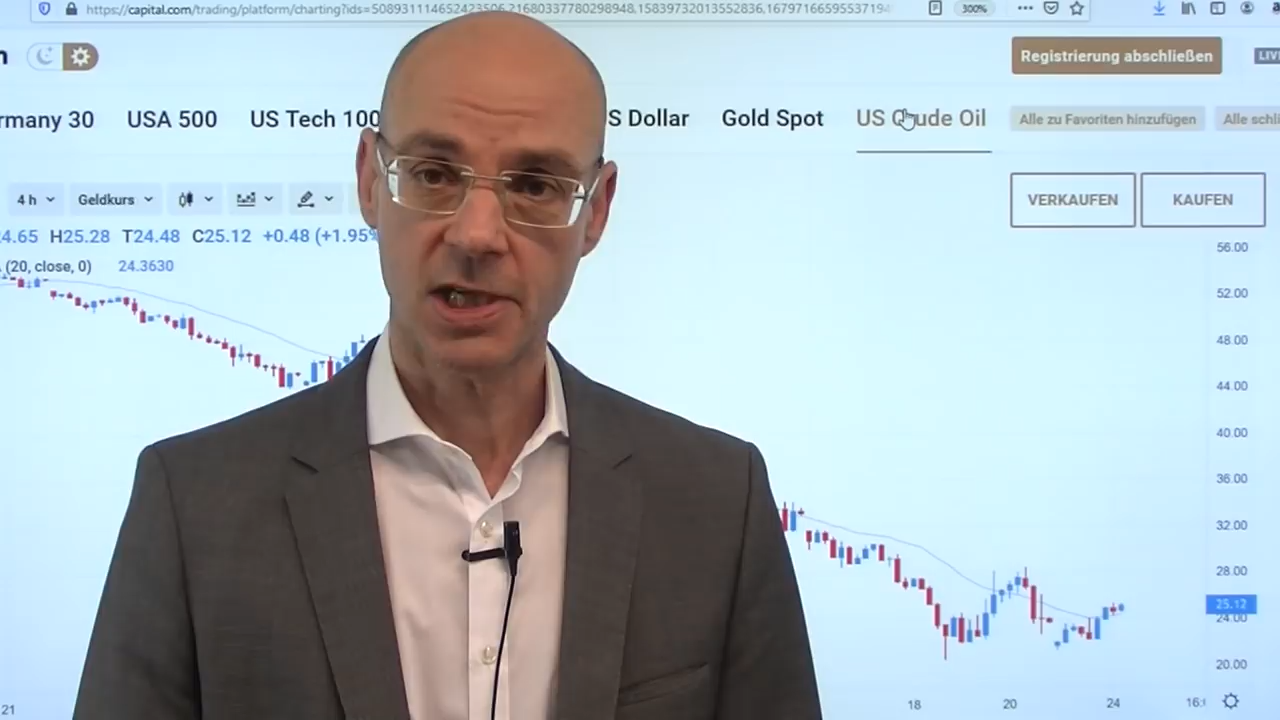 https://capital.com/trading/platform/charting?ids=
300%
Registrierung abschließen
rmany 30 USA 500 US Tech 100 S Dollar Gold Spot US Crude Oil Alle zu Favoriten hinzufügen
4 h Geldkurs
VERKAUFEN KAUFEN
4.65 H25.28 T24.48 C25.12 +0.48 (+1.95%
(20, close, 0) 24.3630
56.00
52.00
48.00
44.00
40.00
36.00
32.00
28.00
25.12
24.00
20.00
21 18 20 24 16: